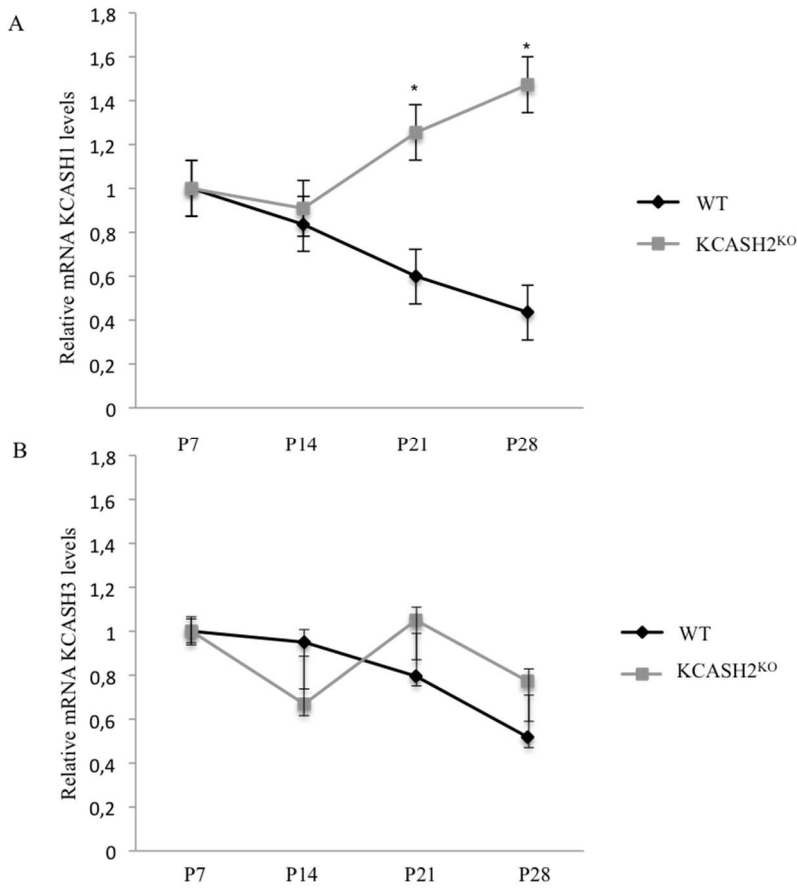 A
Relative mRNA KCASH1 levels
1,8
1,6
1,4
1,2
1
0,8
0,6
0,4
0,2
0
*
*
P7 P14 P21 P28
WT
KCASH2KO
B
Relative mRNA KCASH3 levels
1,8
1,6
1,4
1,2
1
0,8
0,6
0,4
0,2
0
P7 P14 P21 P28
WT
KCASH2KO